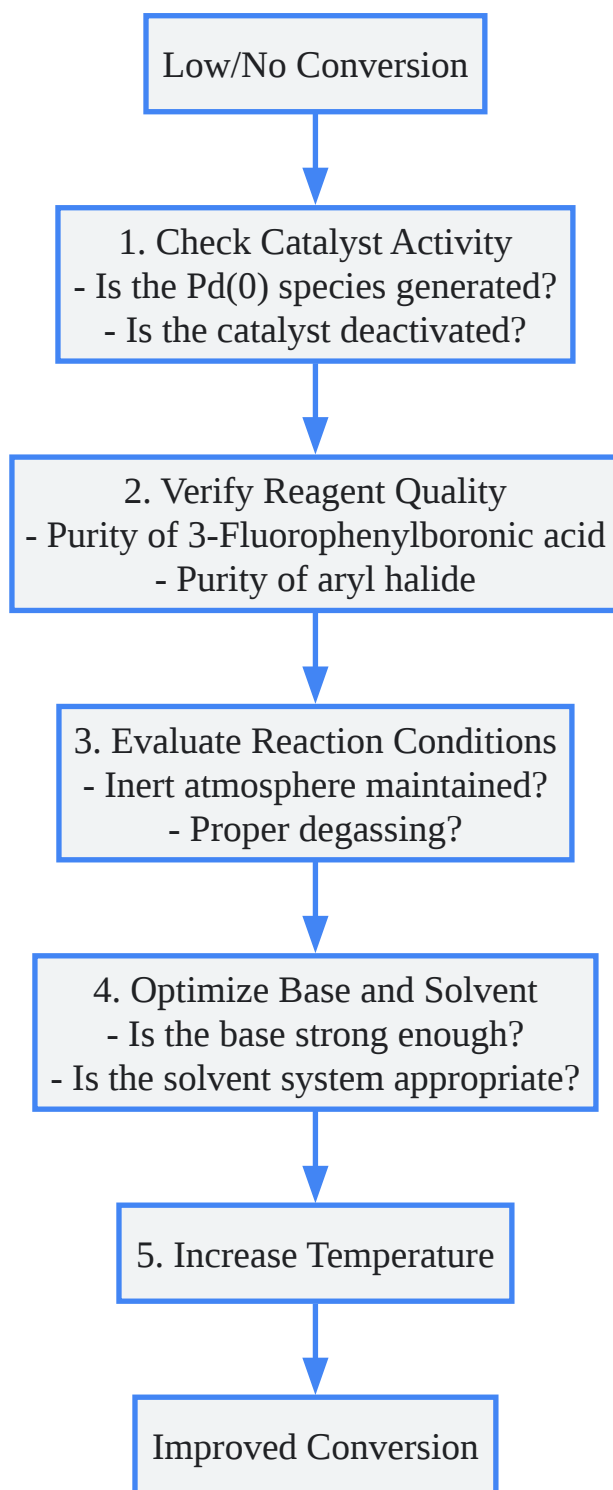 Low/No Conversion
1. Check Catalyst Activity
- Is the Pd(0) species generated?
- Is the catalyst deactivated?
2. Verify Reagent Quality
- Purity of 3-Fluorophenylboronic acid
- Purity of aryl halide
3. Evaluate Reaction Conditions
- Inert atmosphere maintained?
- Proper degassing?
4. Optimize Base and Solvent
- Is the base strong enough?
- Is the solvent system appropriate?
5. Increase Temperature
Improved Conversion